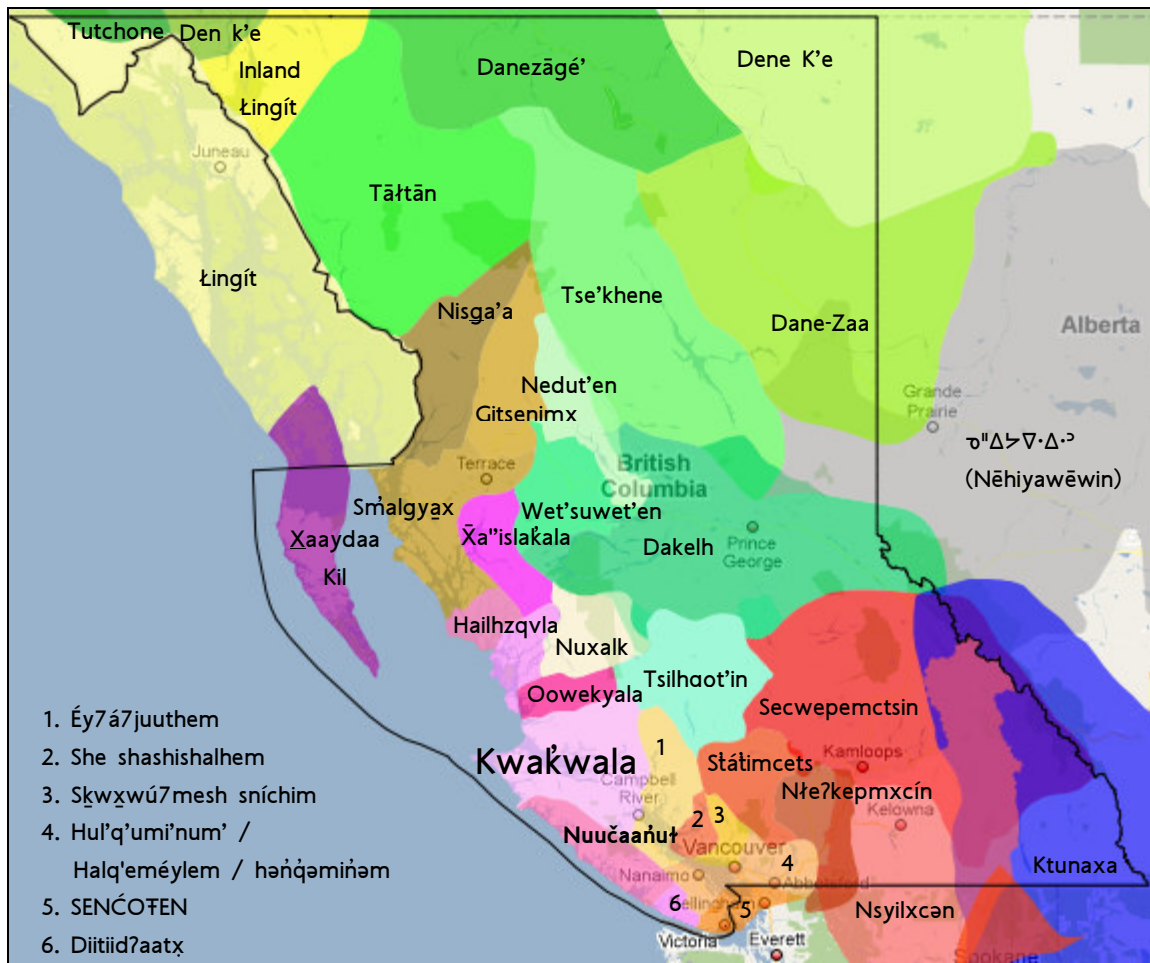 Tutchone Den k’e
Inland
Łingít
Danezāgé’
Dene K’e
Juneau
Tāłtān
Łingít
Nisg̲a’a
Tse’khene
Dane-Zaa
Alberta
Nedut’en
Gitsenimx
Grande
Prairie
ᓀᐦᐃᔭᐍᐏᐣ
(Nēhiyawēwin)
Terrace
British
Columbia
Sm̓algya̱x
Wet’suwet’en
X̄a’’islak̓ala
X̲aaydaa
Kil
Dakelh
Prince
George
Hailhzqvla
Nuxalk
Tsilhqot’in
Oowekyala
Secwepemctsin
1
Kwak̓wala
Sƛ̓áƛ̓imcets
Kamloops
Campbell
River
Nłeʔkepmxcín
2
3
Kelowna
Nuučaan̓uł
Vancouver
4
Ktunaxa
Nanaimo
Abbotsford
6
Bellingham
5
Nsyilxcən
Victoria
Everett
Spokane
1. Éy7á7juuthem
2. She shashishalhem
3. Sḵwx̱wú7mesh sníchim
4. Hul’q’umi’num’ /
Halq'eméylem / hən̓q̓əmin̓əm
5. SENĆOŦEN
6. Diitiidʔaatx̣